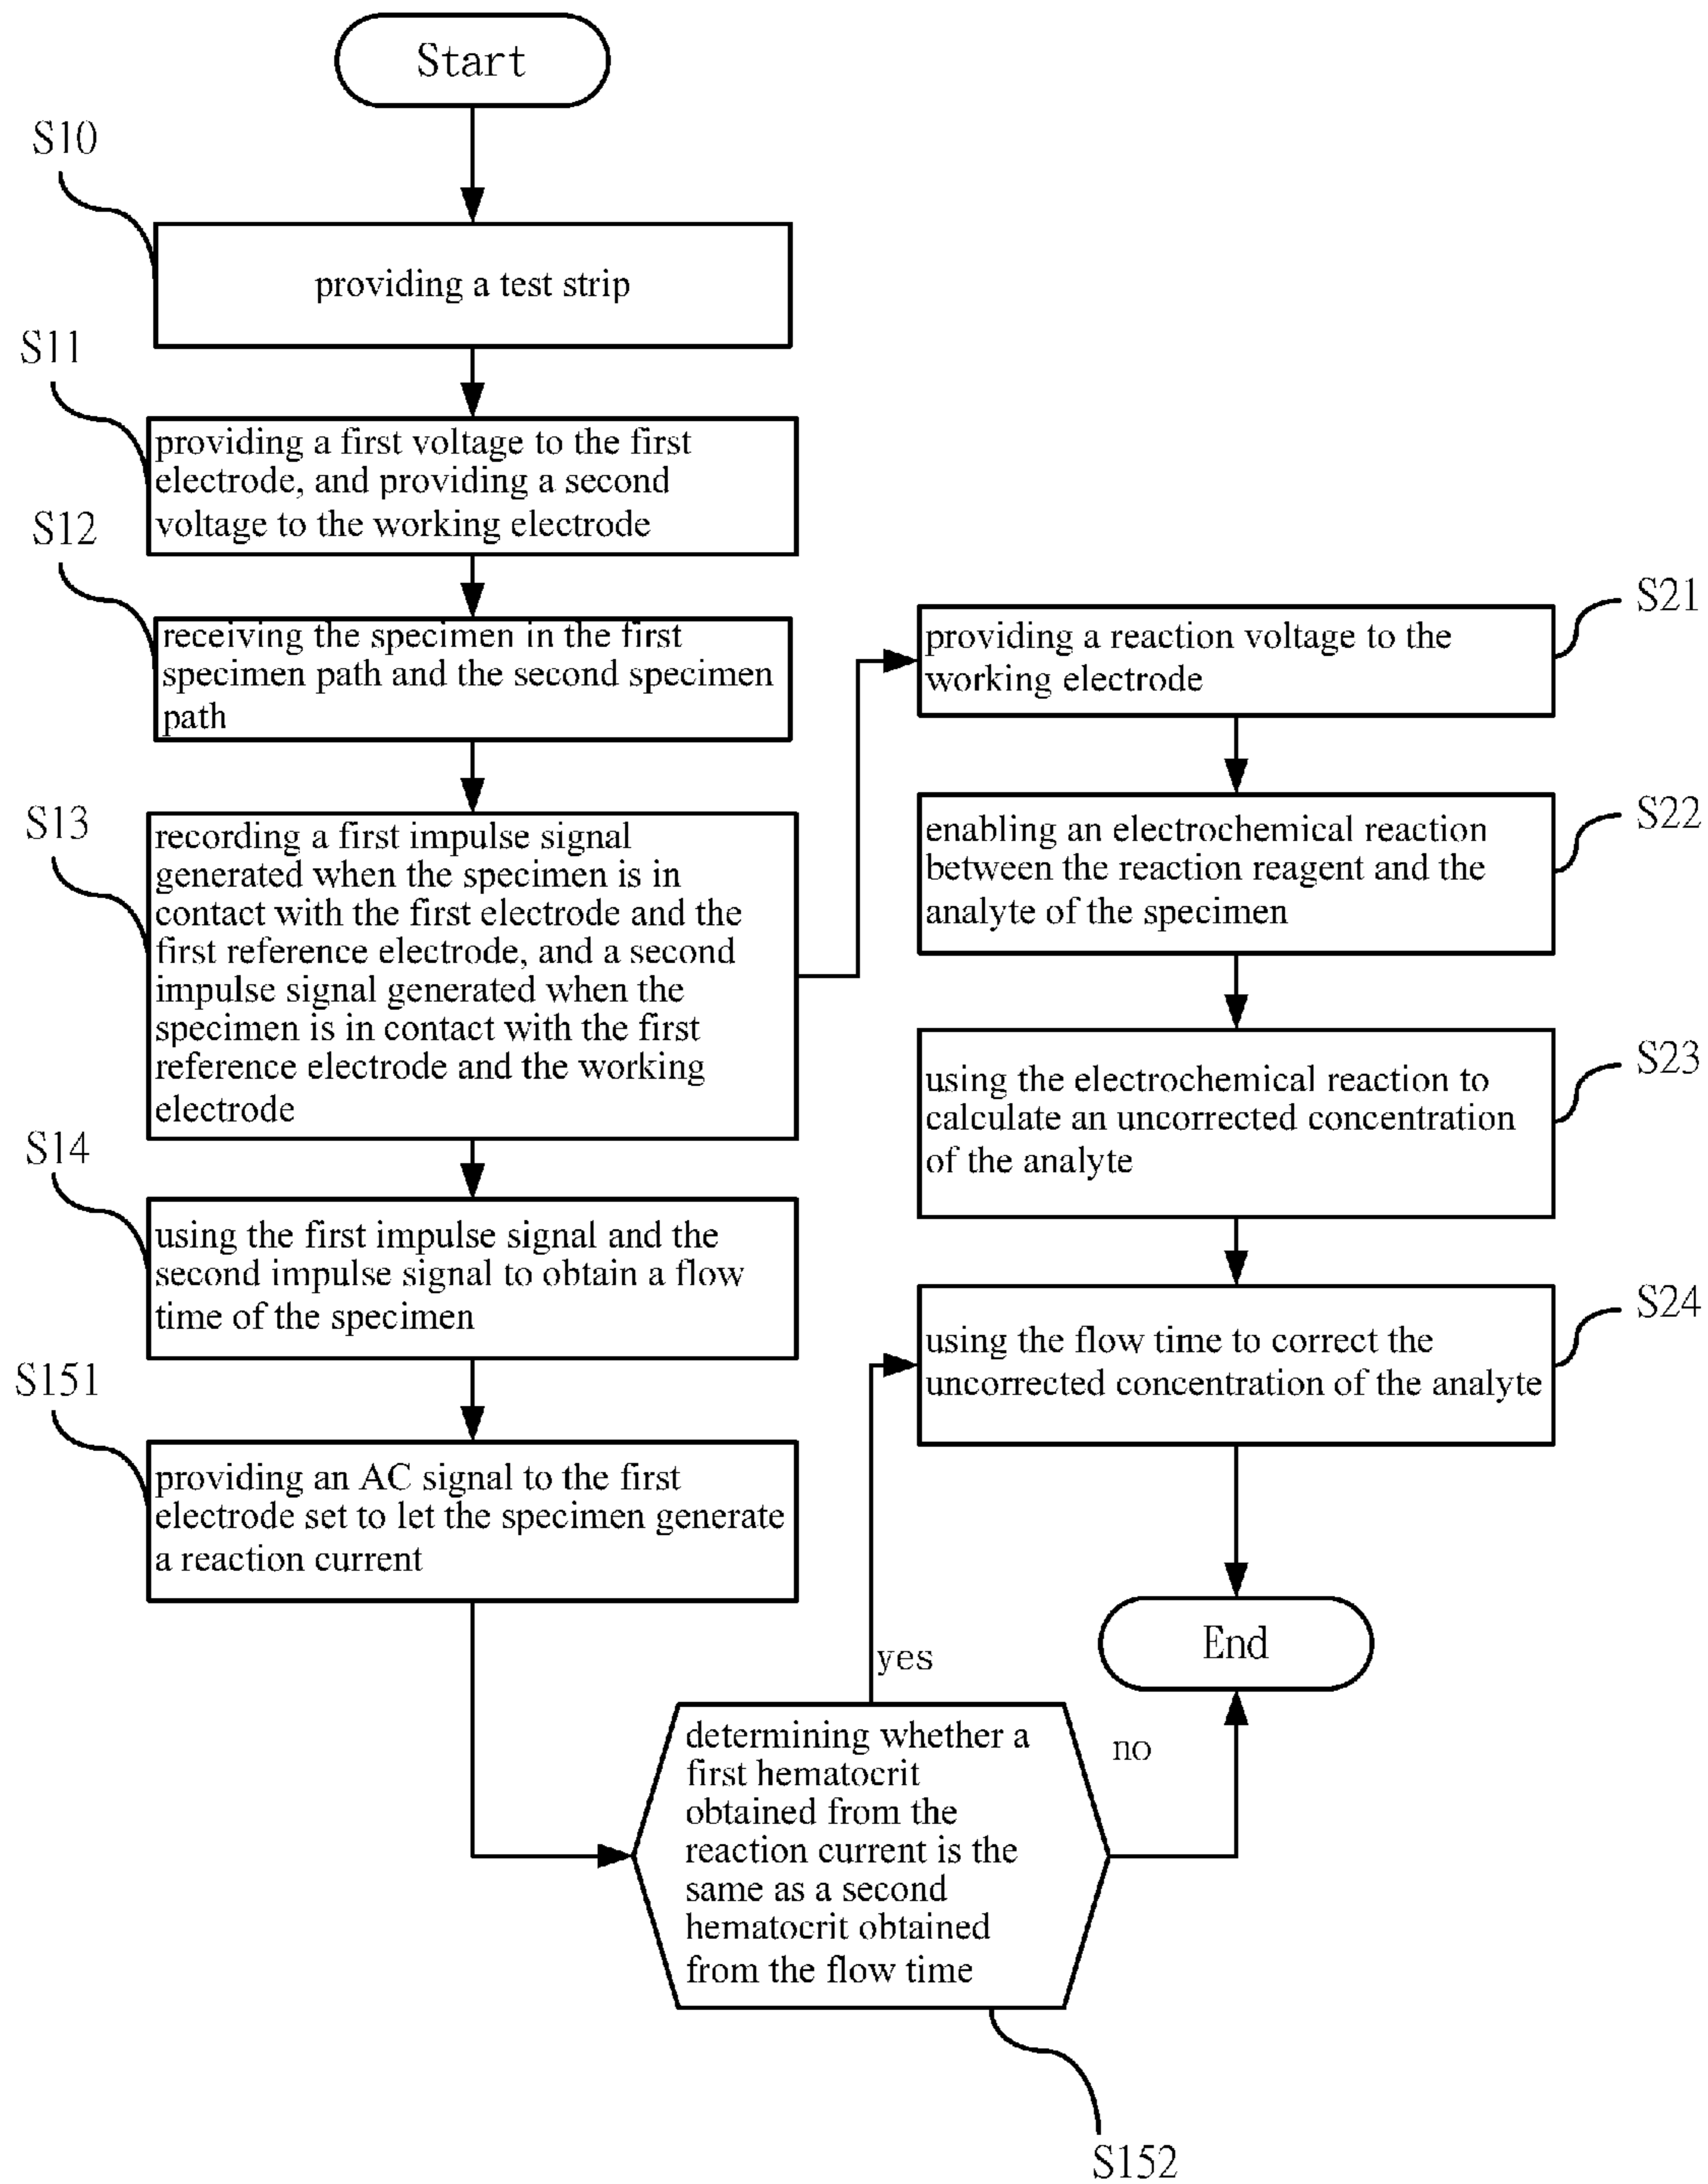 Start
S10
providing a test strip
S11
providing a first voltage to the first
electrode, and providing a second
voltage to the working electrode
S12
receiving the specimen in the first
specimen path and the second specimen
path
S13
recording a first impulse signal
generated when the specimen is in
contact with the first electrode and the
first reference electrode, and a second
impulse signal generated when the
specimen is in contact with the first
reference electrode and the working
electrode
S14
using the first impulse signal and the
second impulse signal to obtain a flow
time of the specimen
S151
providing an AC signal to the first
electrode set to let the specimen generate
a reaction current
S21
providing a reaction voltage to the
working electrode
S22
enabling an electrochemical reaction
between the reaction reagent and the
analyte of the specimen
S23
using the electrochemical reaction to
calculate an uncorrected concentration
of the analyte
S24
using the flow time to correct the
uncorrected concentration of the analyte
End
yes
no
determining whether a
first hematocrit
obtained from the
reaction current is the
same as a second
hematocrit obtained
from the flow time
S152